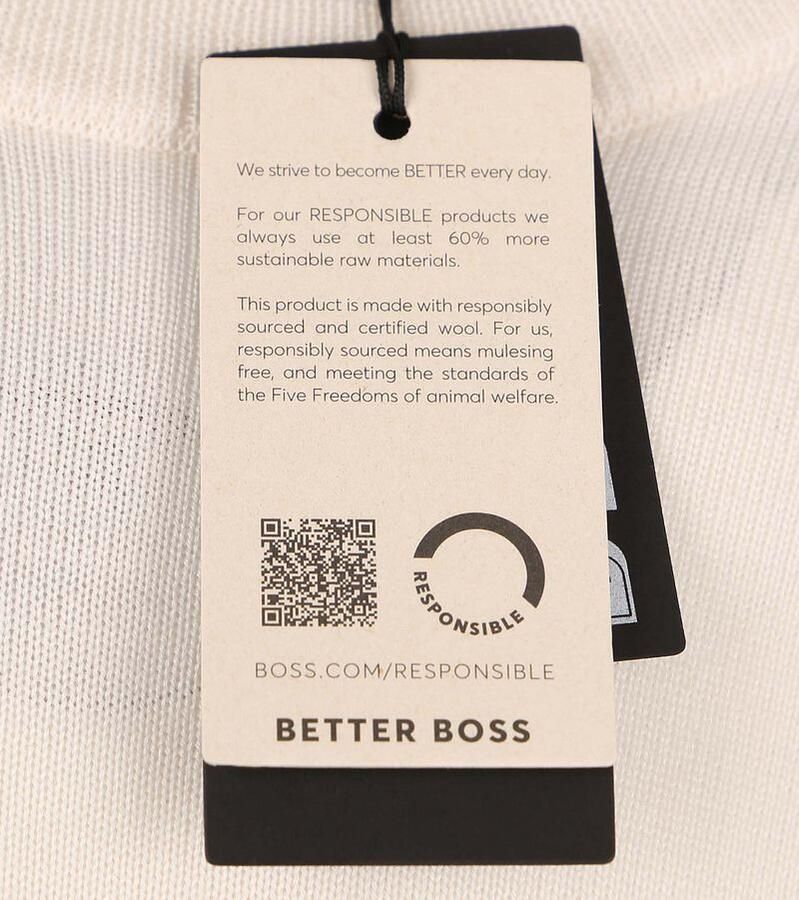 We strive to become BETTER every day.
For our RESPONSIBLE products we
always use at least 60% more
sustainable raw materials.
This product is made with responsibly
sourced and certified wool. For us,
responsibly sourced means mulesing
free, and meeting the standards of
the Five Freedoms of animal welfare.
RESPONSIBLE
BOSS.COM/RESPONSIBLE
BETTER BOSS